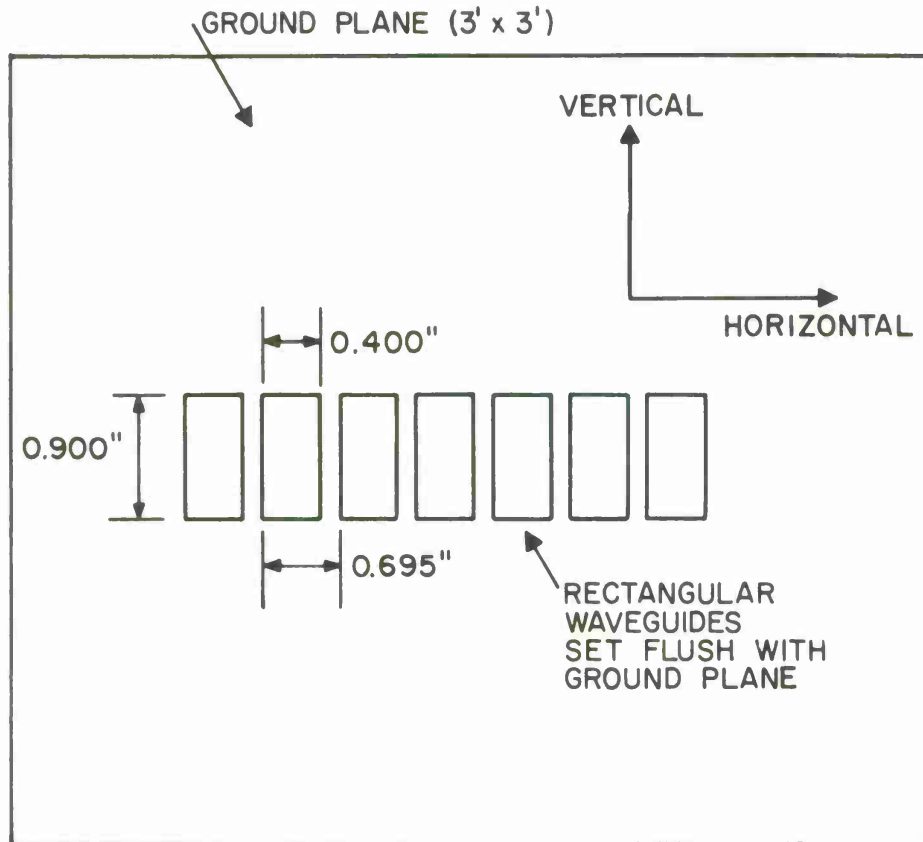 GROUND PLANE (3' x 3')
VERTICAL
HORIZONTAL
0.400"
0.900"
0.695"
RECTANGULAR
WAVEGUIDES
SET FLUSH WITH
GROUND PLANE